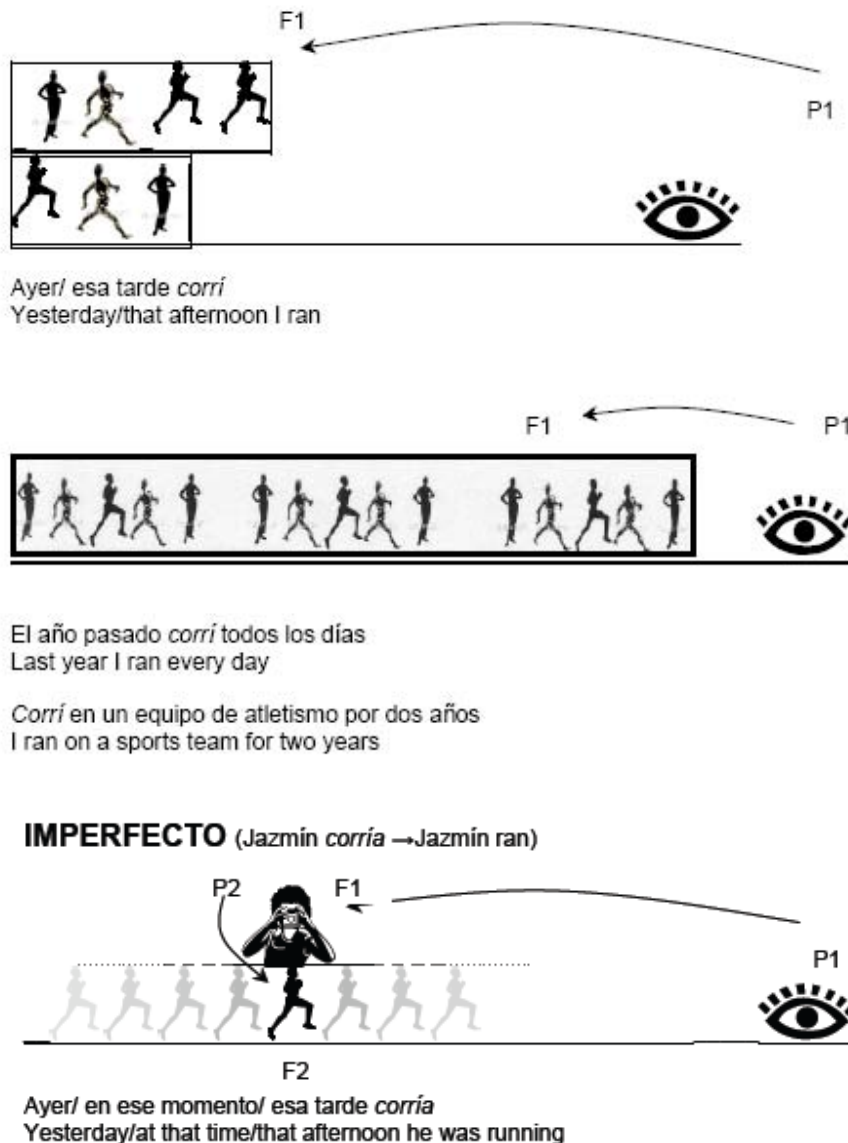 F1
P1
Ayer/ esa tarde corrí
Yesterday/that afternoon I ran
F1 P1
El año pasado corrí todos los días
Last year I ran every day
Corrí en un equipo de atletismo por dos años
I ran on a sports team for two years
IMPERFECTO (Jazmín corría →Jazmín ran)
P2 F1
P1
F2
Ayer/ en ese momento/ esa tarde corría
Yesterday/at that time/that afternoon he was running